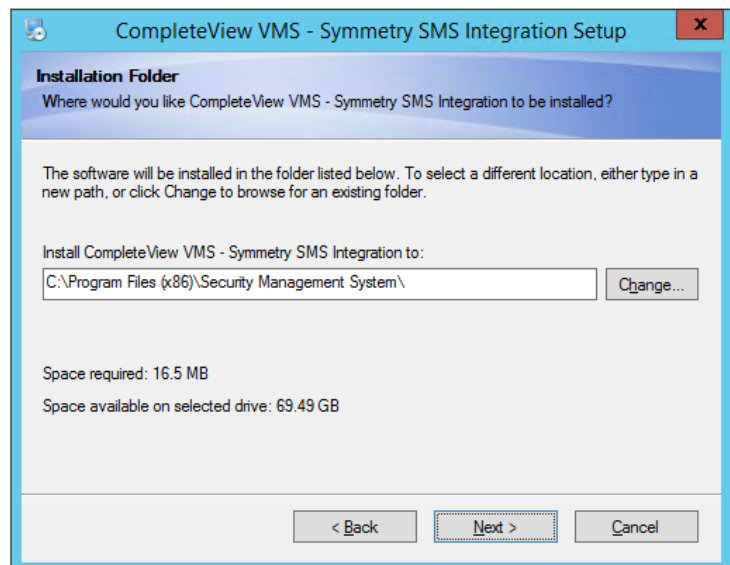 CompleteView VMS - Symmetry SMS Integration Setup
x
Installation Folder
Where would you like CompleteView VMS - Symmetry SMS Integration to be installed?
The software will be installed in the folder listed below. To select a different location, either type in a
new path, or click Change to browse for an existing folder.
Install CompleteView VMS - Symmetry SMS Integration to:
C:\Program Files (x86)\Security Management System\
Change...
Space required: 16.5 MB
Space available on selected drive: 69.49 GB
< Back
Next >
Cancel